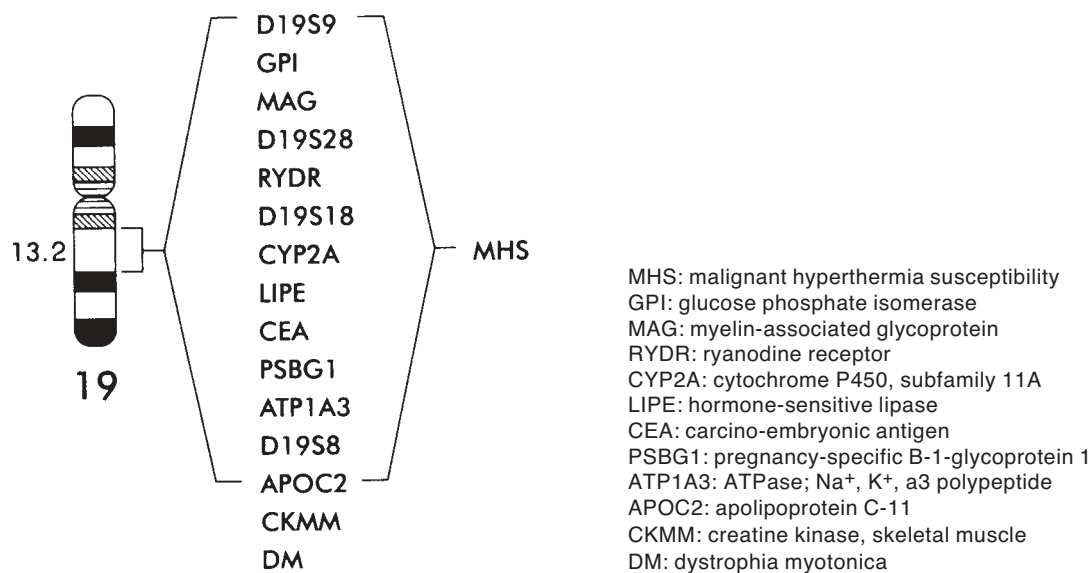 D19S9
GPI
MAG
D19S28
RYDR
D19S18
13.2
CYP2A
MHS
LIPE
CEA
PSBG1
ATP1A3
D19S8
APOC2
CKMM
DM
19
MHS: malignant hyperthermia susceptibility
GPI: glucose phosphate isomerase
MAG: myelin-associated glycoprotein
RYDR: ryanodine receptor
CYP2A: cytochrome P450, subfamily 11A
LIPE: hormone-sensitive lipase
CEA: carcino-embryonic antigen
PSBG1: pregnancy-specific B-1-glycoprotein 1
ATP1A3: ATPase; Na⁺, K⁺, a3 polypeptide
APOC2: apolipoprotein C-11
CKMM: creatine kinase, skeletal muscle
DM: dystrophia myotonica